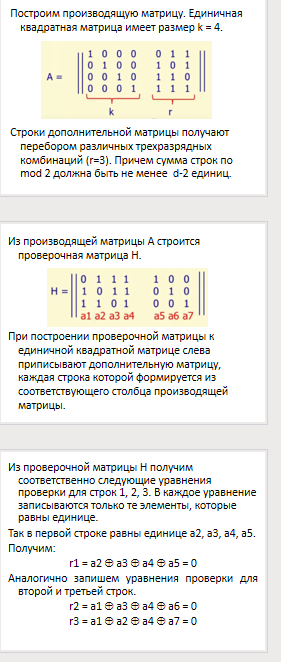 Построим производящую матрицу. Единичная
квадратная матрица имеет размер k = 4.
1 0 0 0 0 1 1
0 1 0 0 1 0 1
A =
0 0 1 0 1 1 0
0 0 0 1 1 1 1
k r
Строки дополнительной матрицы получают
перебором различных трехразрядных
комбинаций (r=3). Причем сумма строк по
mod 2 должна быть не менее d-2 единиц.
Из производящей матрицы А строится
проверочная матрица Н.
0 1 1 1 1 0 0
H = 1 0 1 1 0 1 0
1 1 0 1 0 0 1
a1 a2 a3 a4 a5 a6 a7
При построении проверочной матрицы к
единичной квадратной матрице слева
приписывают дополнительную матрицу,
каждая строка которой формируется из
соответствующего столбца производящей
матрицы.
Из проверочной матрицы Н получим
соответственно следующие уравнения
проверки для строк 1, 2, 3. В каждое уравнение
записываются только те элементы, которые
равны единице.
Так в первой строке равны единице а2, а3, а4, а5.
Получим:
r1 = a2 ⊕ a3 ⊕ a4 ⊕ a5 = 0
Аналогично запишем уравнения проверки для
второй и третьей строк.
r2 = a1 ⊕ a3 ⊕ a4 ⊕ a6 = 0
r3 = a1 ⊕ a2 ⊕ a4 ⊕ a7 = 0